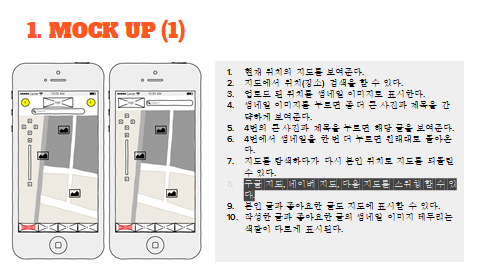 1. MOCK UP (1)
1. 현재 위치의 지도를 보여준다.
2. 지도에서 위치(장소) 검색을 할 수 있다.
3. 업로드 된 위치를 썸네일 이미지로 표시한다.
4. 썸네일 이미지를 누르면 좀 더 큰 사진과 제목을 간
략하게 보여준다.
5. 4번의 큰 사진과 제목을 누르면 해당 글을 보여준다.
6. 4번에서 썸네일을 한 번 더 누르면 원태대로 돌아온
다.
7. 지도를 탐색하다가 다시 본인 위치로 지도를 되돌릴
수 있다.
8. 구글 지도, 네이버 지도, 다음 지도를 스위칭 할 수 있
다.
9. 본인 글과 좋아요한 글도 지도에 표시할 수 있다.
10. 작성한 글과 좋아요한 글의 썸네일 이미지 테두리는
색깔이 다르게 표시된다.